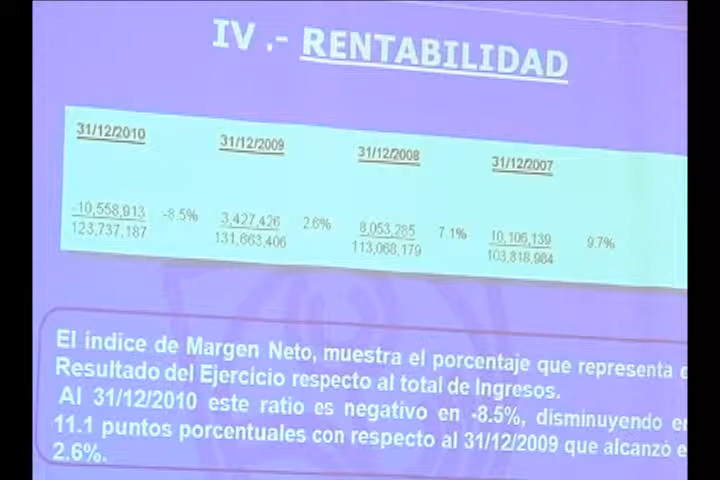 IV .- RENTABILIDAD
31/12/2010 31/12/2009 31/12/2008 31/12/2007
-10,558,913 -8.5% 3,427,426 2.6% 8,053,285 7.1% 10,106,139 9.7%
123,737,187 131,663,406 113,068,179 103,818,984
El índice de Margen Neto, muestra el porcentaje que representa
Resultado del Ejercicio respecto al total de Ingresos.
Al 31/12/2010 este ratio es negativo en -8.5%, disminuyendo en
11.1 puntos porcentuales con respecto al 31/12/2009 que alcanzó
2.6%.